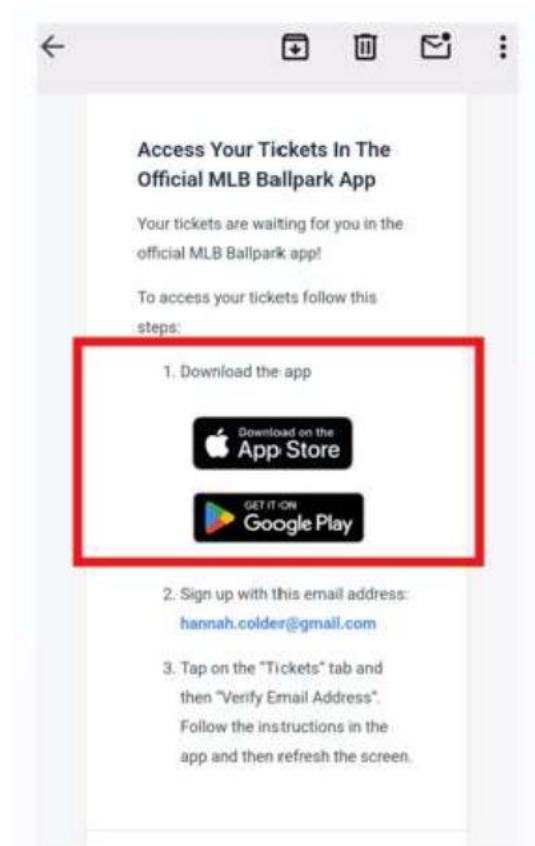 Access Your Tickets In The
Official MLB Ballpark App
Your tickets are waiting for you in the
official MLB Ballpark app!
To access your tickets follow this
steps:
1. Download the app
Download on the
App Store
GET IT ON
Google Play
2. Sign up with this email address:
hannah.colder@gmail.com
3. Tap on the "Tickets" tab and
then "Verify Email Address".
Follow the instructions in the
app and then refresh the screen.